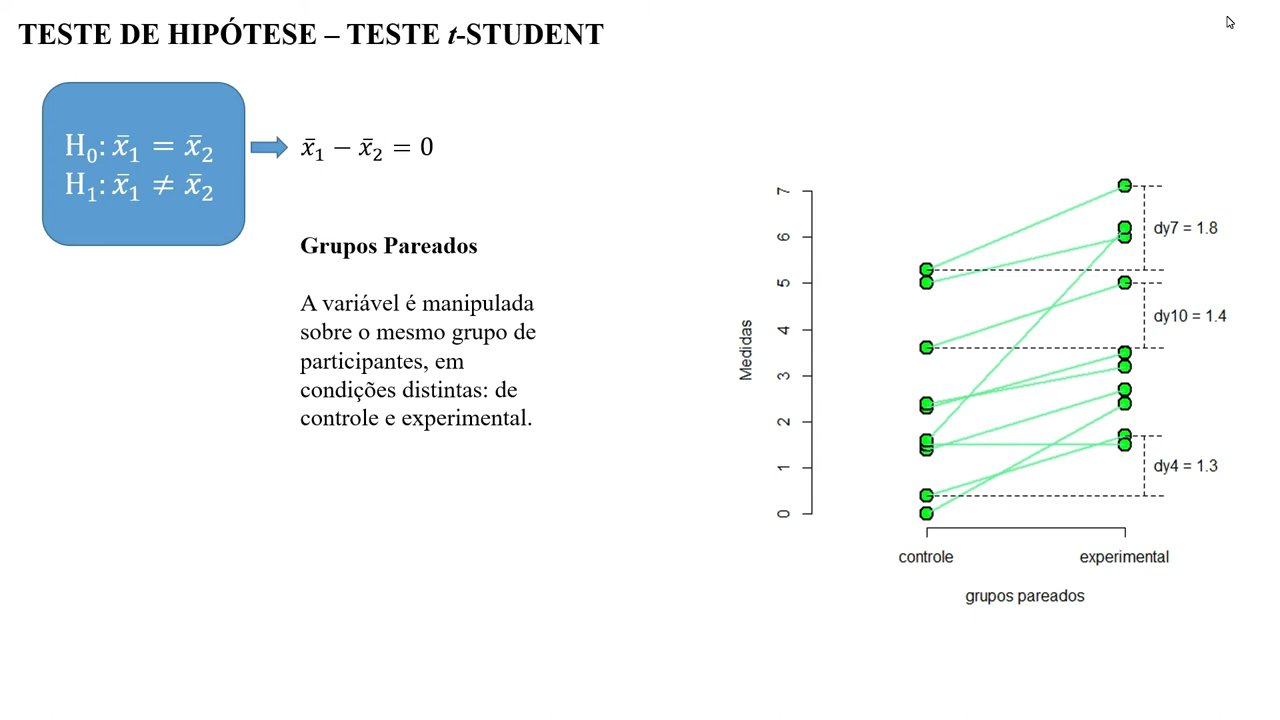 TESTE DE HIPÓTESE – TESTE t-STUDENT
H₀: x̄₁ = x̄₂
H₁: x̄₁ ≠ x̄₂
x̄₁ − x̄₂ = 0
Grupos Pareados
A variável é manipulada
sobre o mesmo grupo de
participantes, em
condições distintas: de
controle e experimental.
Medidas
7
6
5
4
3
2
1
0
dy7 = 1.8
dy10 = 1.4
dy4 = 1.3
controle
experimental
grupos pareados